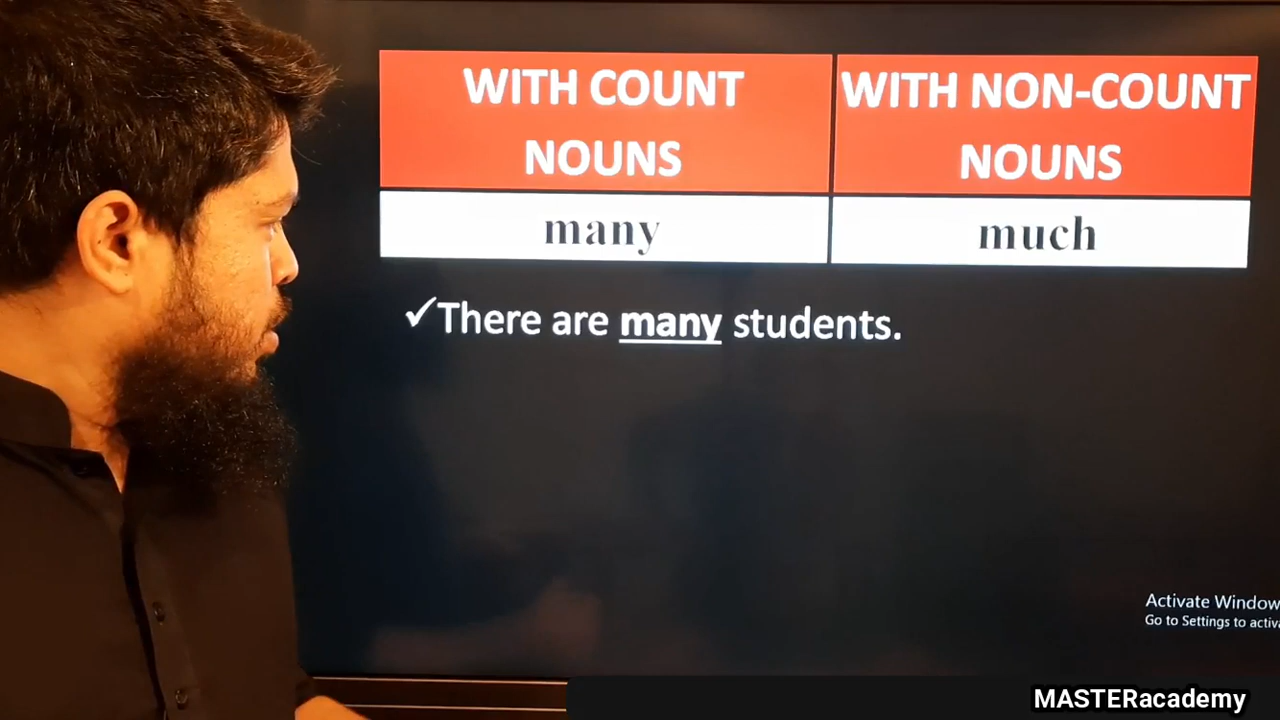 WITH COUNT
NOUNS
WITH NON-COUNT
NOUNS
many
much
✓There are many students.
Activate Window
Go to Settings to activa
MASTERacademy